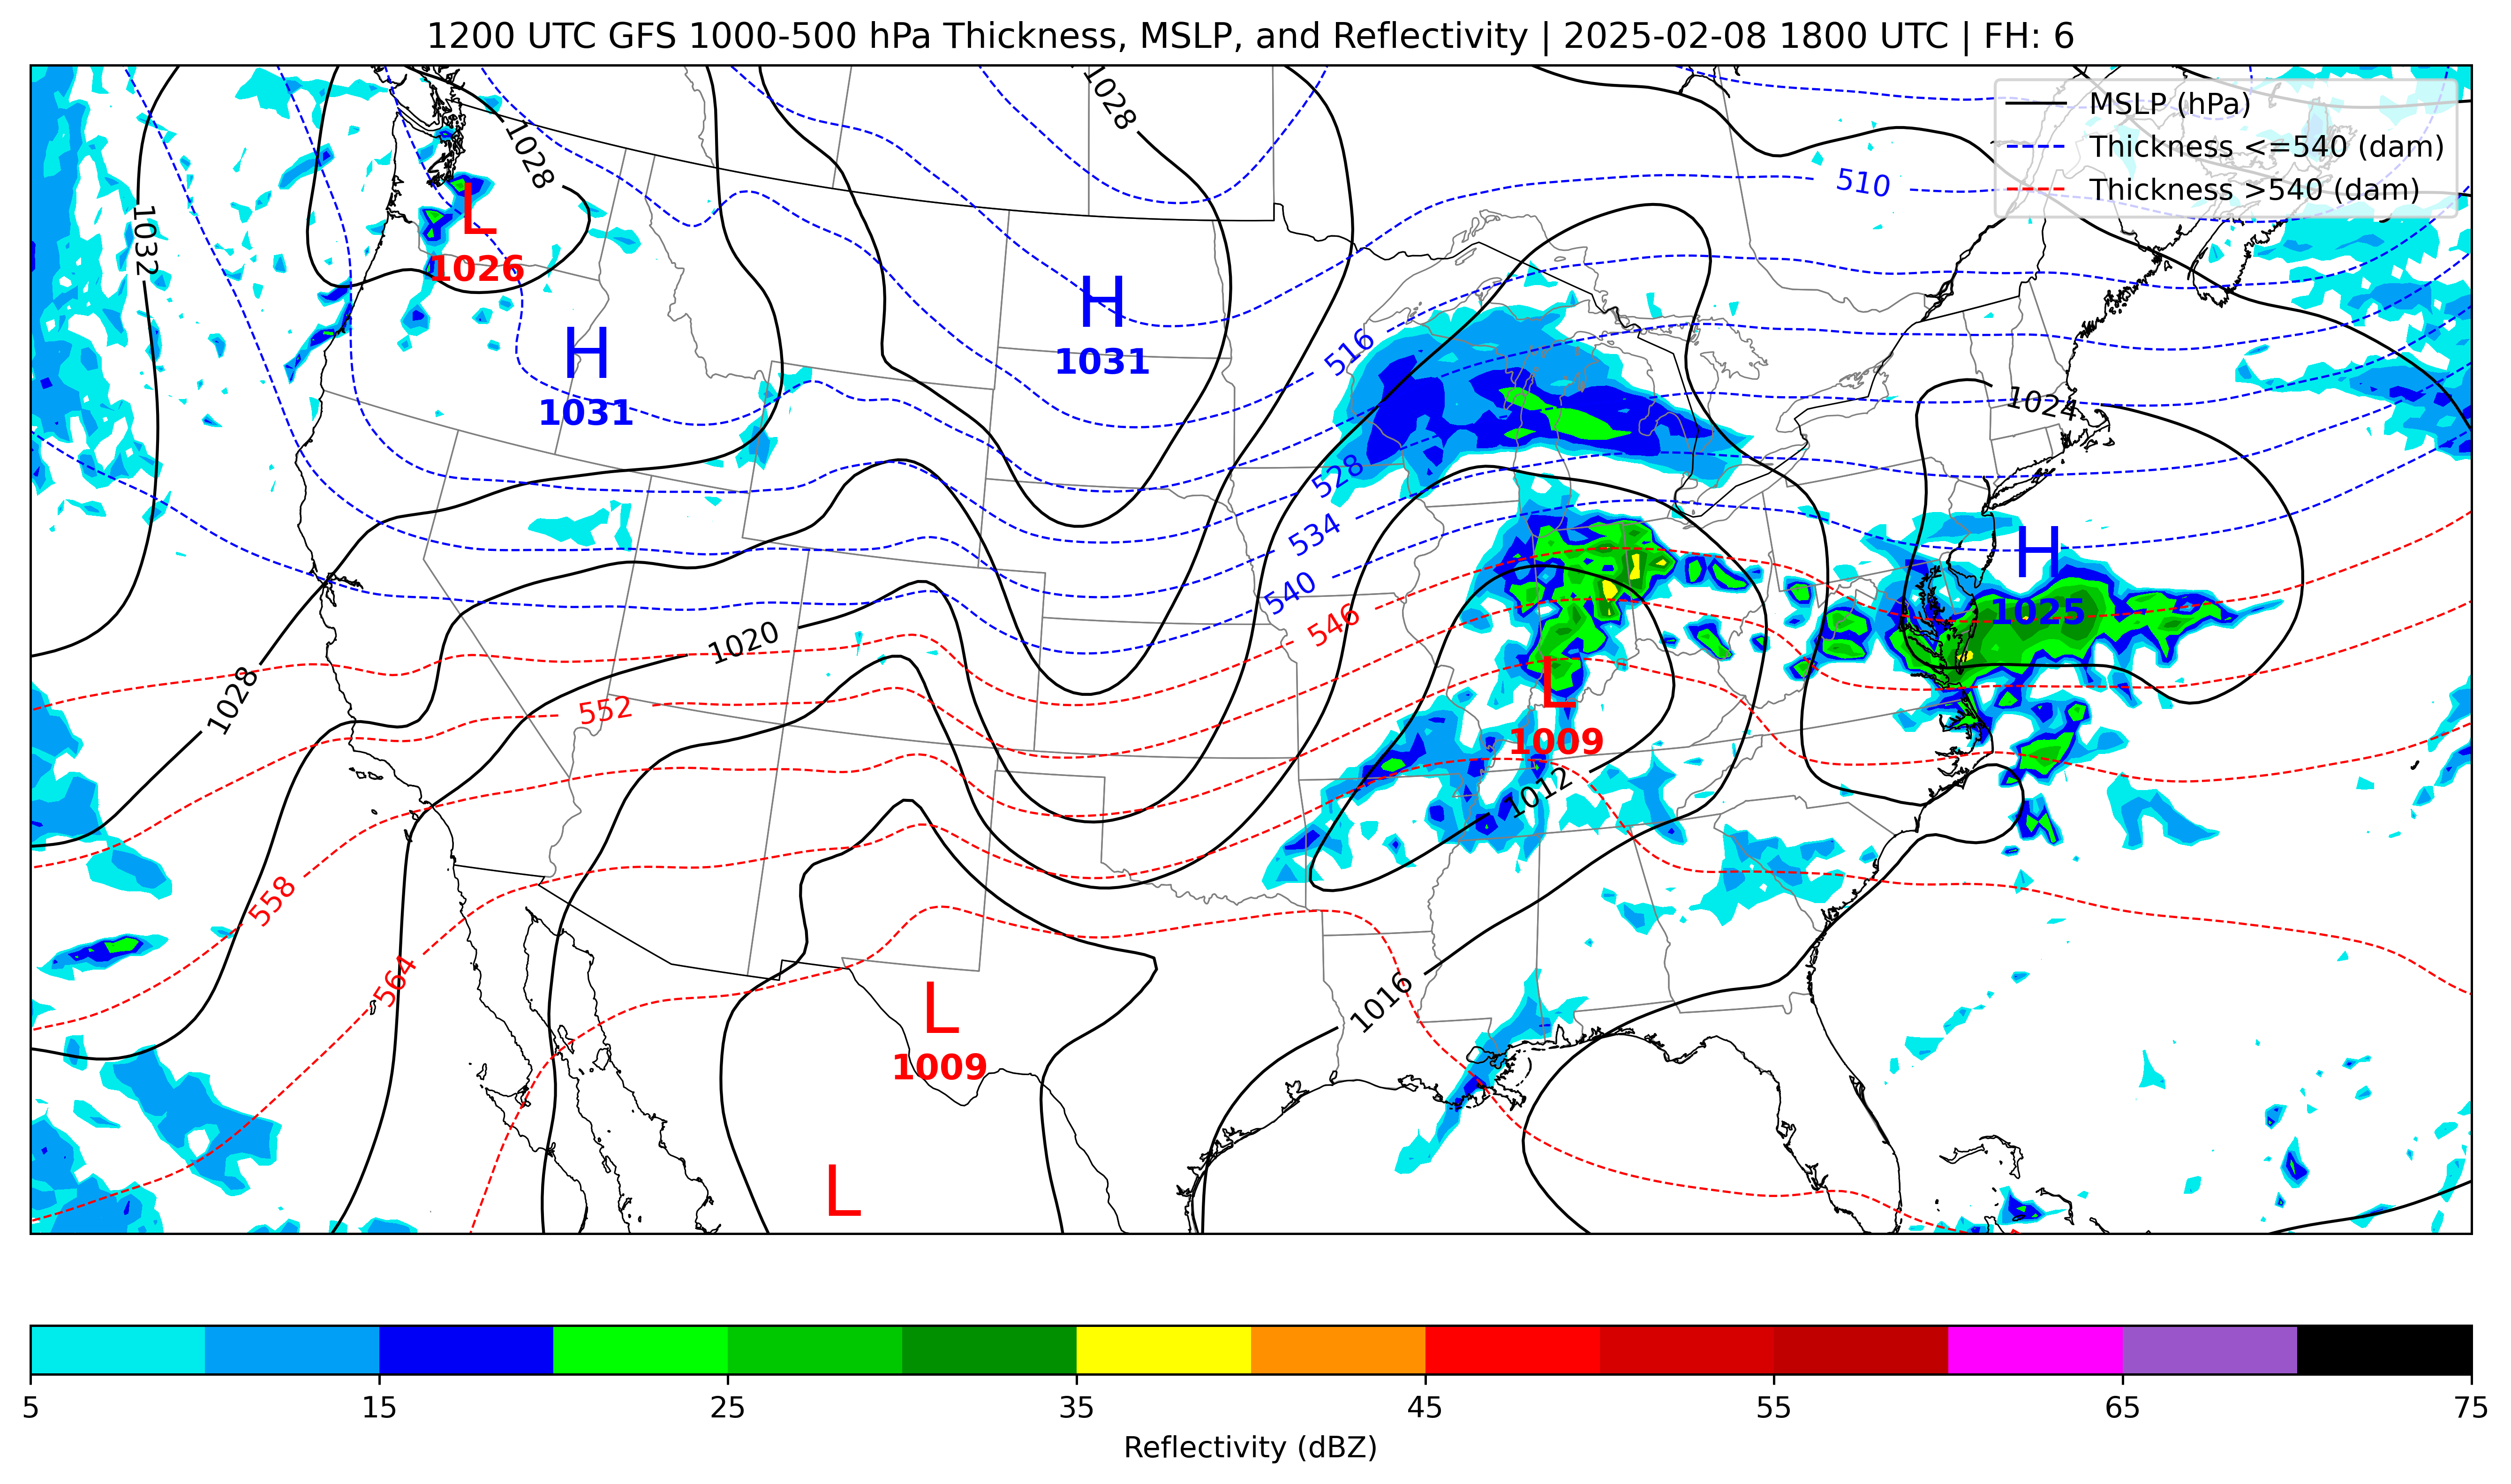 1200 UTC GFS 1000-500 hPa Thickness, MSLP, and Reflectivity | 2025-02-08 1800 UTC | FH: 6
MSLP (hPa)
Thickness <=540 (dam)
Thickness >540 (dam)
1028
1028
510
1032
L
1026
H
1031
H
1031
516
1024
528
534
H
1025
540
546
1020
1028
552
L
1009
1012
558
564
1016
L
1009
L
5
15
25
35
45
55
65
75
Reflectivity (dBZ)